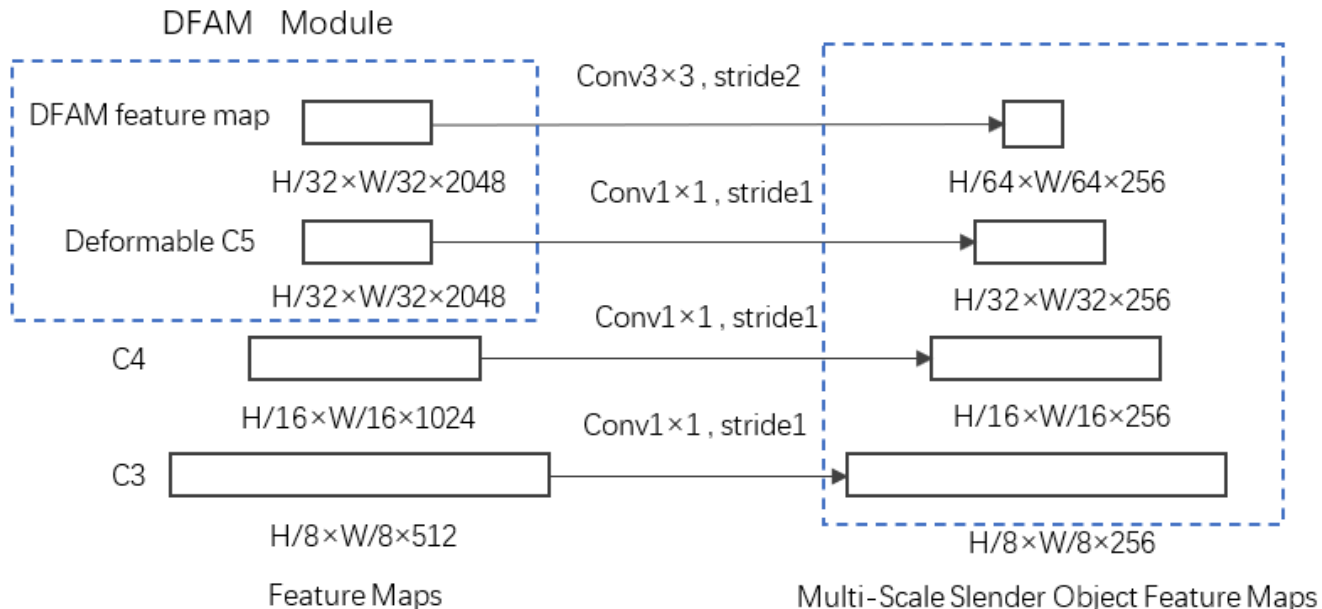 DFAM Module
Conv3×3 , stride2
DFAM feature map
H/32×W/32×2048
H/64×W/64×256
Conv1×1 , stride1
Deformable C5
H/32×W/32×2048
H/32×W/32×256
Conv1×1 , stride1
C4
H/16×W/16×1024
H/16×W/16×256
Conv1×1 , stride1
C3
H/8×W/8×512
H/8×W/8×256
Feature Maps
Multi-Scale Slender Object Feature Maps